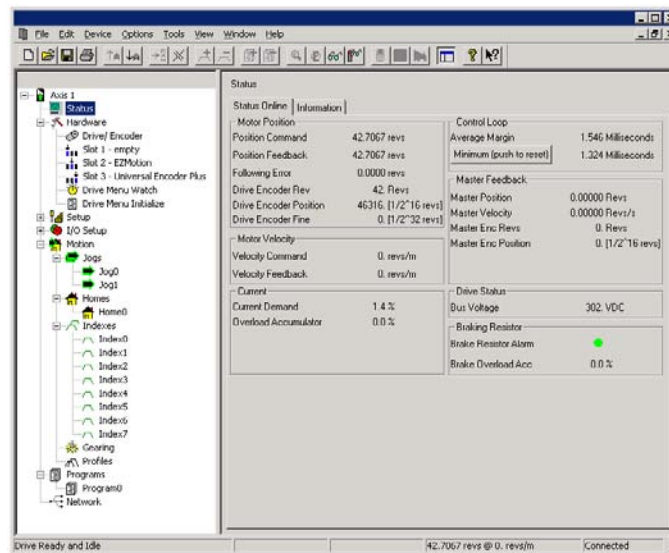 File Edit Device Options Tools View Window Help
Axis 1
Status
Hardware
Drive/ Encoder
Slot 1 - empty
Slot 2 - EZMotion
Slot 3 - Universal Encoder Plus
Drive Menu Watch
Drive Menu Initialize
Setup
I/O Setup
Motion
Jogs
Jog0
Jog1
Homes
Home0
Indexes
Index0
Index1
Index2
Index3
Index4
Index5
Index6
Index7
Gearing
Profiles
Programs
Program0
Network
Status
Status Online Information
Motor Position
Position Command 42.7067 revs
Position Feedback 42.7067 revs
Following Error 0.0000 revs
Drive Encoder Rev 42. Revs
Drive Encoder Position 46316. [1/2^16 revs]
Drive Encoder Fine 0. [1/2^32 revs]
Motor Velocity
Velocity Command 0. revs/m
Velocity Feedback 0. revs/m
Current
Current Demand 1.4 %
Overload Accumulator 0.0 %
Control Loop
Average Margin 1.546 Milliseconds
Minimum (push to reset) 1.324 Milliseconds
Master Feedback
Master Position 0.00000 Revs
Master Velocity 0.00000 Revs/s
Master Enc Revs 0. Revs
Master Enc Position 0. [1/2^16 revs]
Drive Status
Bus Voltage 302. VDC
Braking Resistor
Brake Resistor Alarm
Brake Overload Acc 0.0 %
Drive Ready and Idle 42.7067 revs @ 0. revs/m Connected